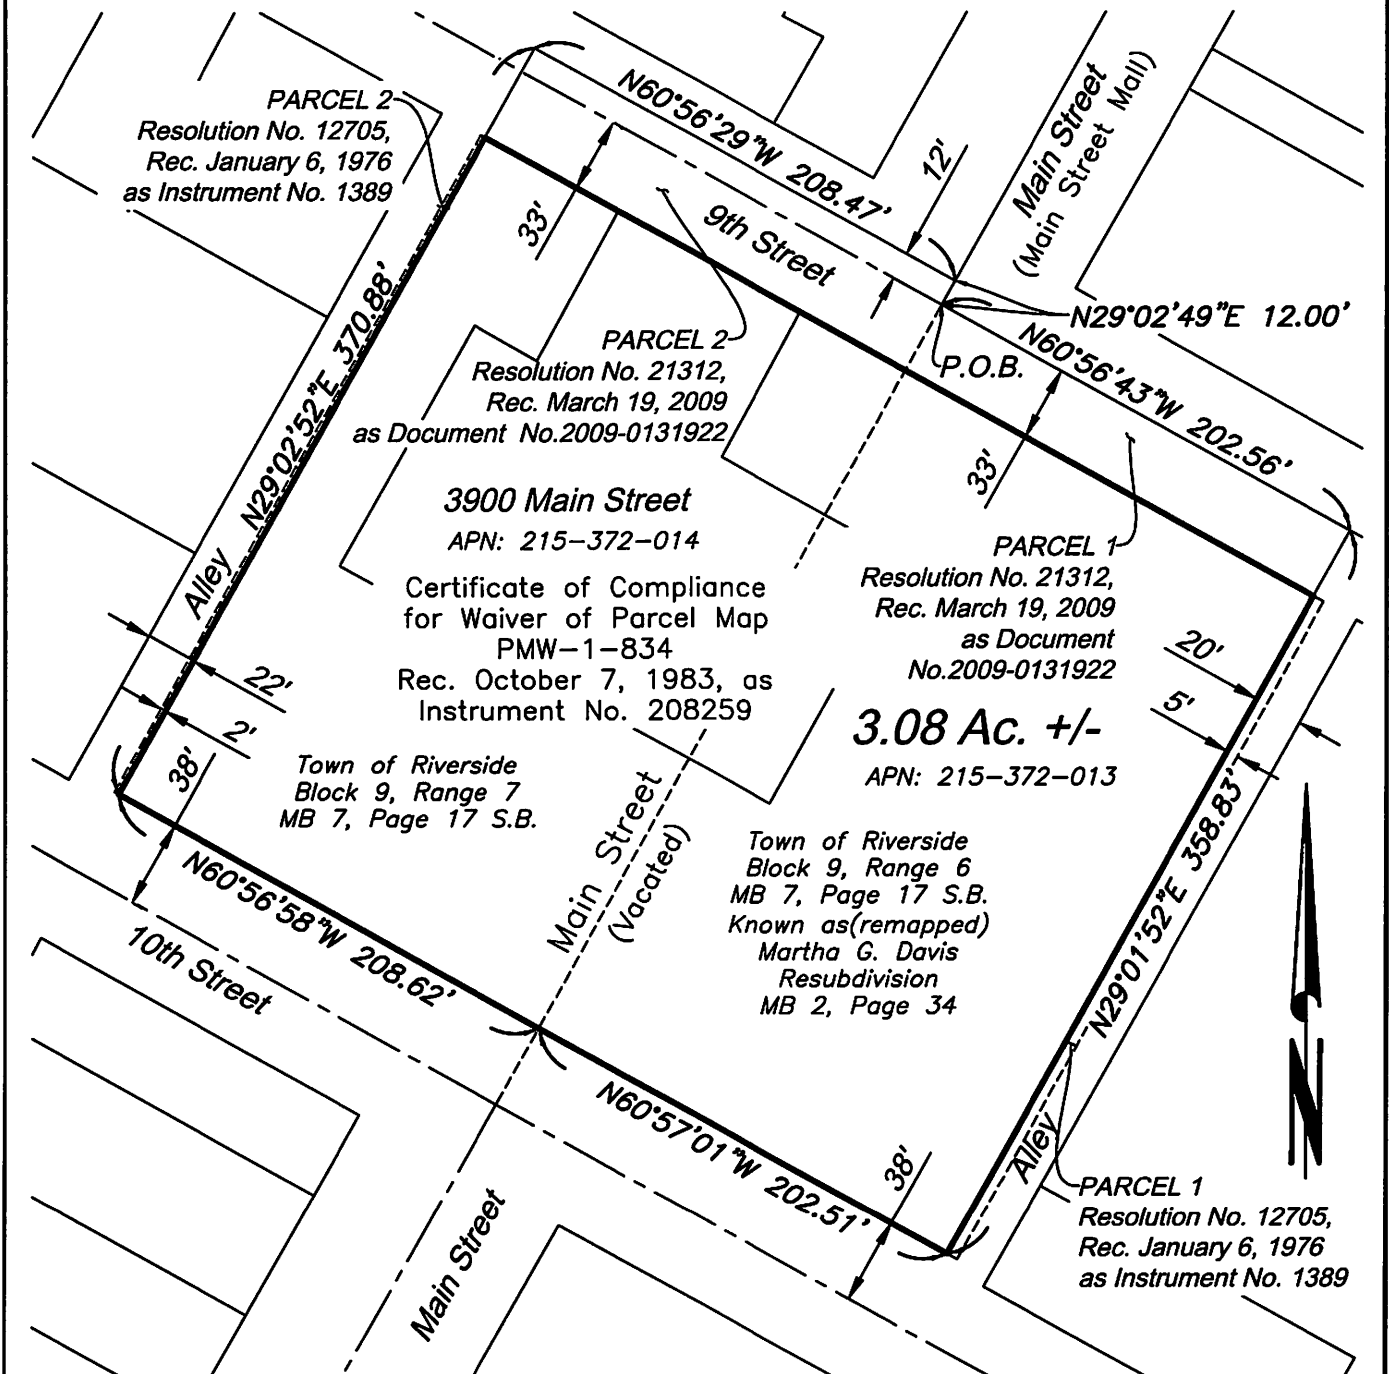 PARCEL 2
Resolution No. 12705,
Rec. January 6, 1976
as Instrument No. 1389
N60°56'29"W 208.47'
12'
Main Street
(Main Street Mall)
33'
9th Street
N29°02'49"E 12.00'
P.O.B.
N60°56'43"W 202.56'
33'
N29°02'52"E 370.88'
Alley
PARCEL 2
Resolution No. 21312,
Rec. March 19, 2009
as Document No.2009-0131922
3900 Main Street
APN: 215-372-014
Certificate of Compliance
for Waiver of Parcel Map
PMW-1-834
Rec. October 7, 1983, as
Instrument No. 208259
PARCEL 1
Resolution No. 21312,
Rec. March 19, 2009
as Document
No.2009-0131922
20'
5'
22'
2'
38'
3.08 Ac. +/-
APN: 215-372-013
Town of Riverside
Block 9, Range 7
MB 7, Page 17 S.B.
Main Street
(Vacated)
Town of Riverside
Block 9, Range 6
MB 7, Page 17 S.B.
Known as(remapped)
Martha G. Davis
Resubdivision
MB 2, Page 34
N29°01'52"E 358.83'
Alley
N60°56'58"W 208.62'
10th Street
N60°57'01"W 202.51'
38'
Main Street
N
PARCEL 1
Resolution No. 12705,
Rec. January 6, 1976
as Instrument No. 1389